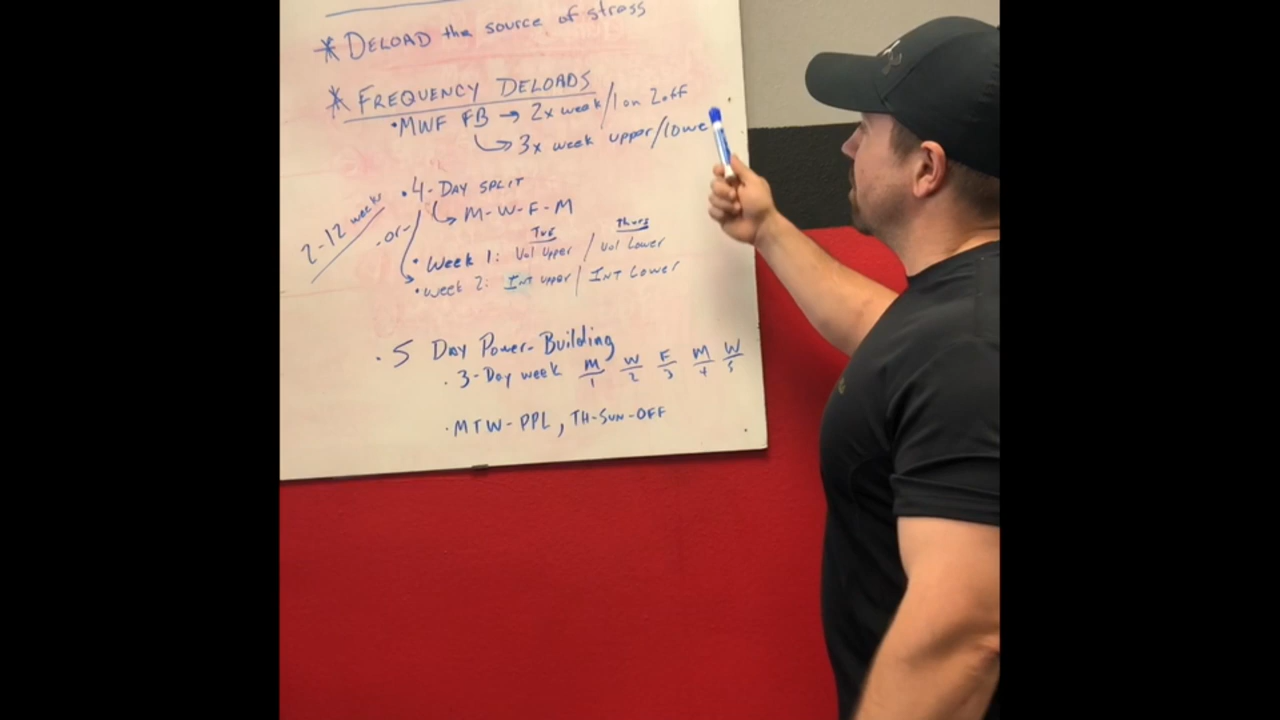 * DELOAD the source of stress
* FREQUENCY DELOADS
• MWF FB → 2x week/1 on 2 off
↳ 3x week upper/lowe
2-12 week
• 4-DAY SPLIT
↳ M-W-F-M
-or-
Tue Thurs
• Week 1: Vol Upper / Vol Lower
• Week 2: INT Upper / INT Lower
• 5 Day Power-Building
• 3-Day week M W F M W
1 2 3 4 5
• MTW-PPL, TH-SUN-OFF